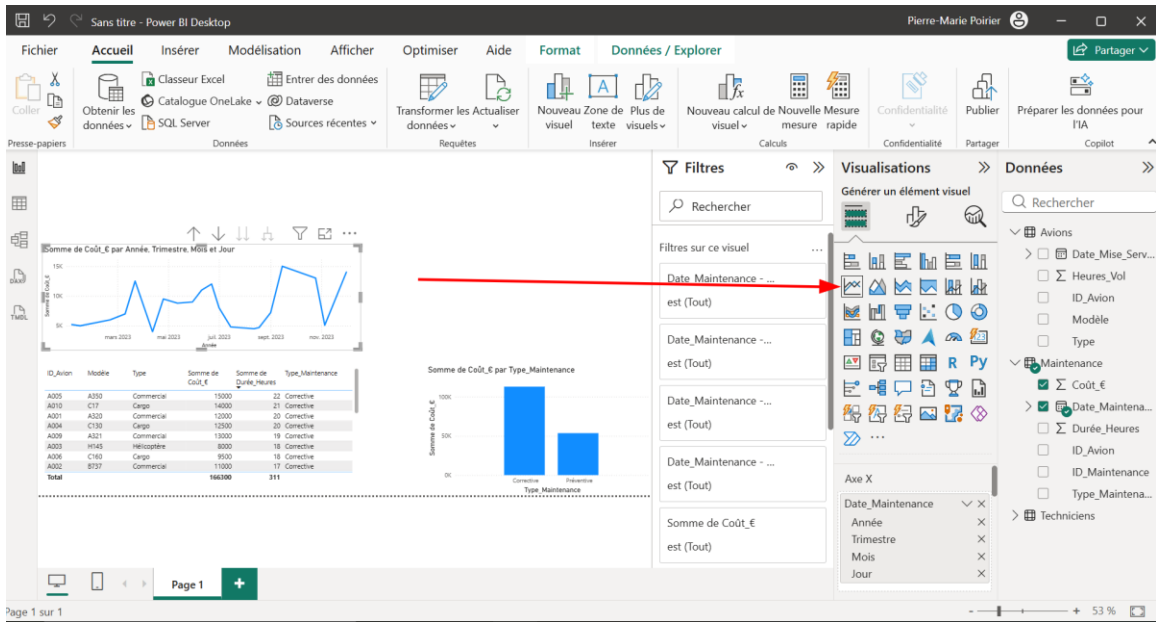 Sans titre - Power BI Desktop
Pierre-Marie Poirier
Fichier Accueil Insérer Modélisation Afficher Optimiser Aide Format Données / Explorer
Partager
Coller
Presse-papiers
Obtenir les données
Classeur Excel
Catalogue OneLake
SQL Server
Entrer des données
Dataverse
Sources récentes
Données
Transformer les données
Actualiser
Requêtes
Nouveau visuel
Zone de texte
Plus de visuels
Insérer
Nouveau calcul de visuel
Nouvelle mesure
Mesure rapide
Calculs
Confidentialité
Confidentialité
Publier
Partager
Préparer les données pour l'IA
Copilot
DAX
TMDL
Somme de Coût_€ par Année, Trimestre, Mois et Jour
Somme de Coût_€
15K
10K
5K
mars 2023 mai 2023 juil. 2023 sept. 2023 nov. 2023
Année
ID_Avion Modèle Type Somme de Coût_€ Somme de Durée_Heures Type_Maintenance
A005 A350 Commercial 15000 22 Corrective
A010 C17 Cargo 14000 21 Corrective
A001 A320 Commercial 12000 20 Corrective
A004 C130 Cargo 12500 20 Corrective
A009 A321 Commercial 13000 19 Corrective
A003 H145 Hélicoptère 8000 18 Corrective
A006 C160 Cargo 9500 18 Corrective
A002 B737 Commercial 11000 17 Corrective
Total 166300 311
Somme de Coût_€ par Type_Maintenance
Somme de Coût_€
100K
50K
0K
Corrective Préventive
Type_Maintenance
Filtres
Rechercher
Filtres sur ce visuel ...
Date_Maintenance - ...
est (Tout)
Date_Maintenance -...
est (Tout)
Date_Maintenance -...
est (Tout)
Date_Maintenance - ...
est (Tout)
Somme de Coût_€
est (Tout)
Visualisations
Générer un élément visuel
R Py
...
Axe X
Date_Maintenance
Année
Trimestre
Mois
Jour
Données
Rechercher
Avions
Date_Mise_Serv...
Heures_Vol
ID_Avion
Modèle
Type
Maintenance
Coût_€
Date_Maintena...
Durée_Heures
ID_Avion
ID_Maintenance
Type_Maintena...
Techniciens
Page 1
Page 1 sur 1
- + 53 %